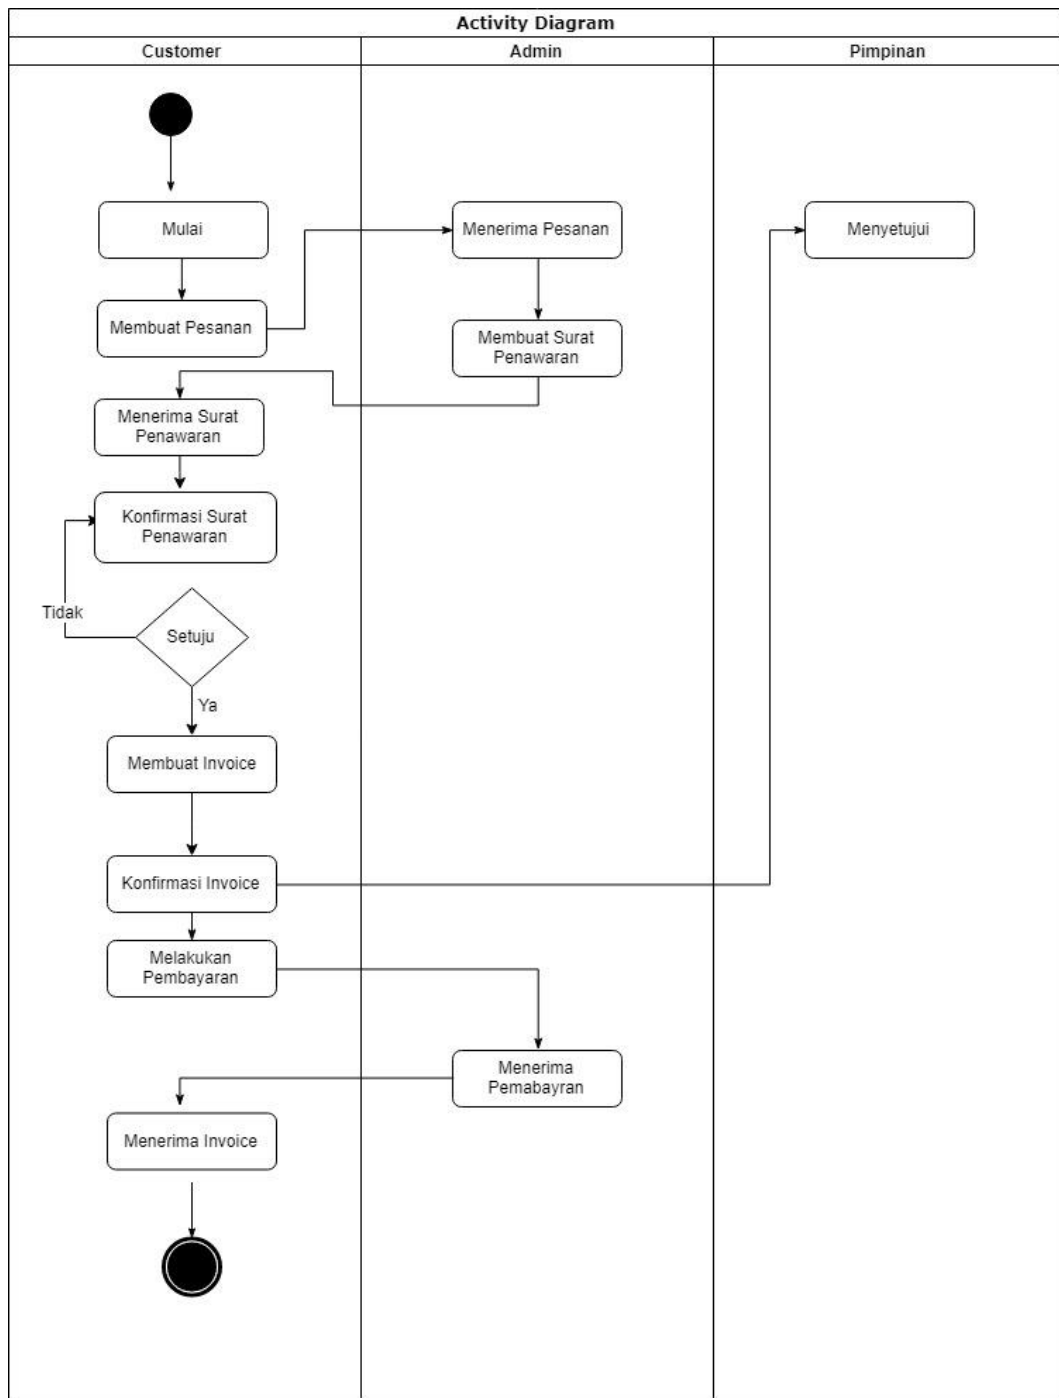 Activity Diagram
Customer
Admin
Pimpinan
Mulai
Menerima Pesanan
Menyetujui
Membuat Pesanan
Membuat Surat
Penawaran
Menerima Surat
Penawaran
Konfirmasi Surat
Penawaran
Tidak
Setuju
Ya
Membuat Invoice
Konfirmasi Invoice
Melakukan
Pembayaran
Menerima
Pemabayran
Menerima Invoice